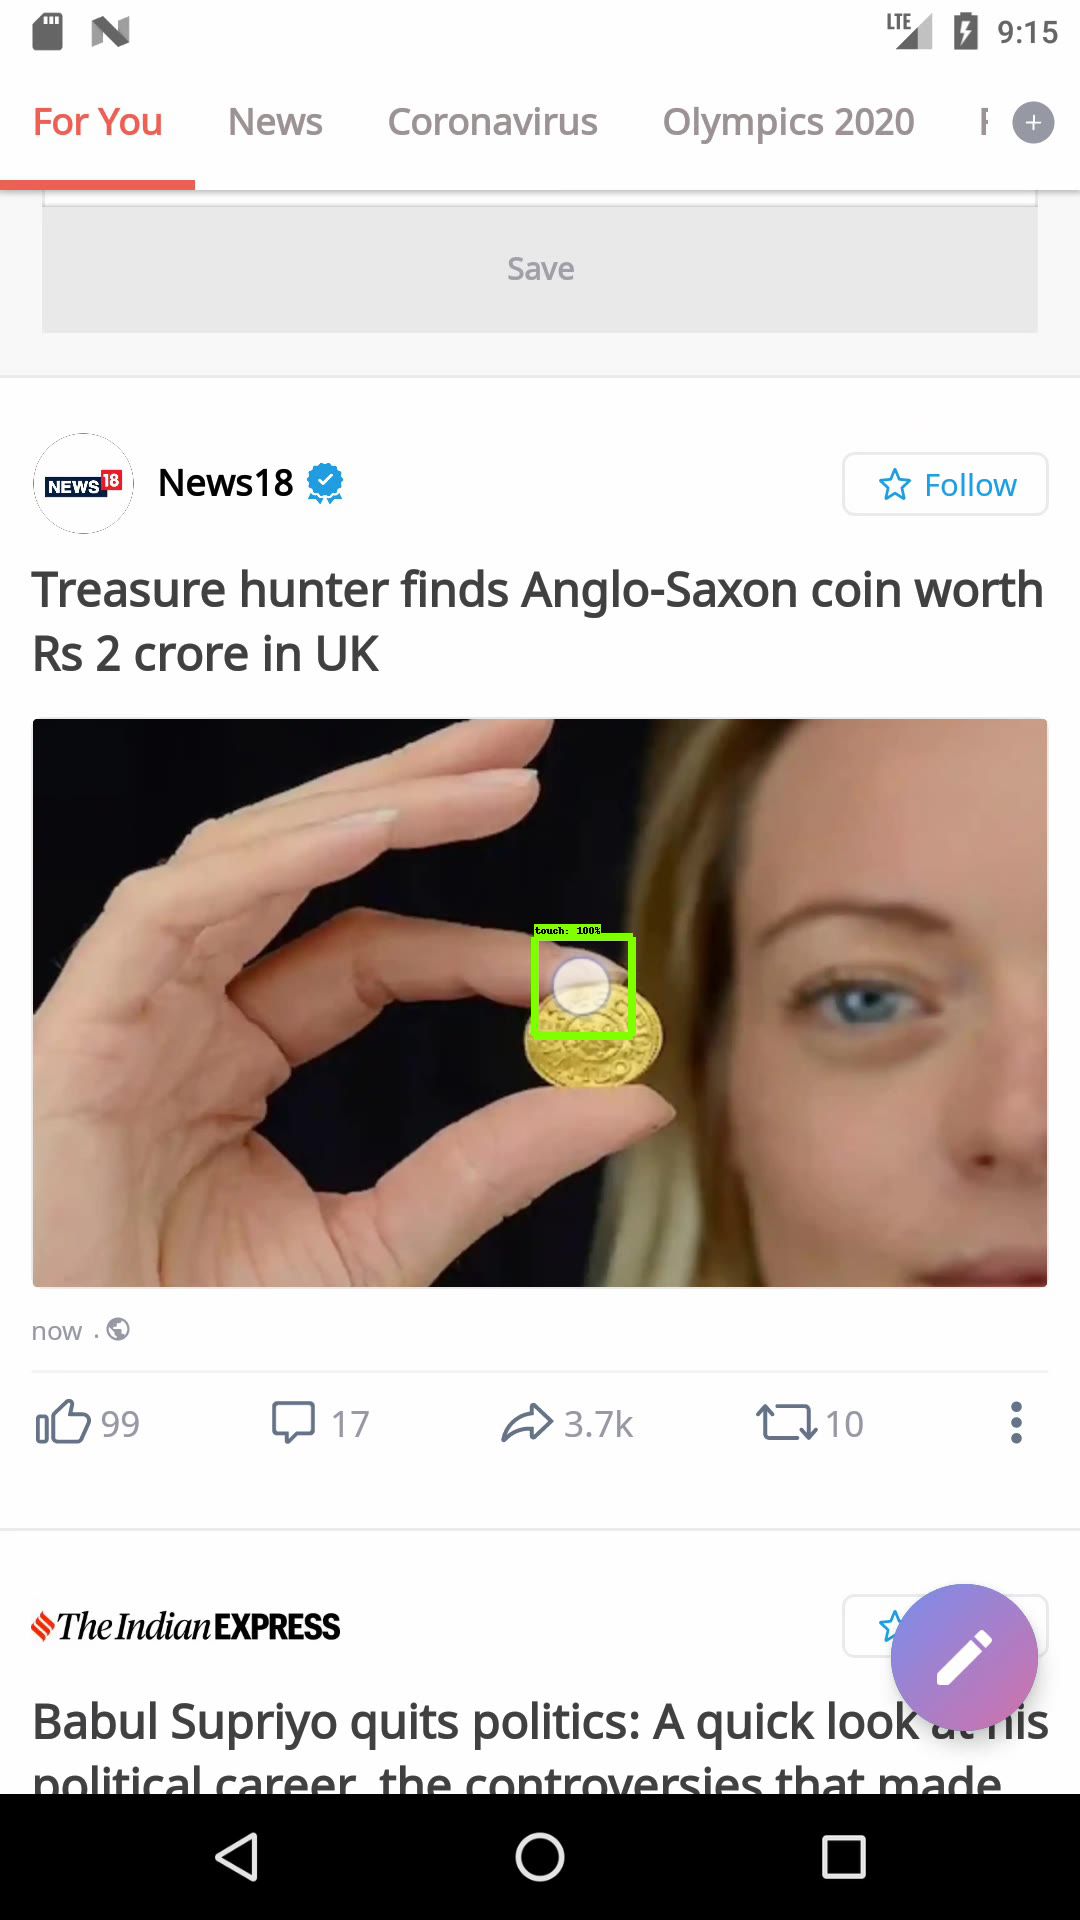 LTE 9:15
For You News Coronavirus Olympics 2020
Save
NEWS 18 News18 Follow
Treasure hunter finds Anglo-Saxon coin worth
Rs 2 crore in UK
touch: 100%
now .
99 17 3.7k 10
The Indian EXPRESS
Babul Supriyo quits politics: A quick look at his
political career, the controversies that made